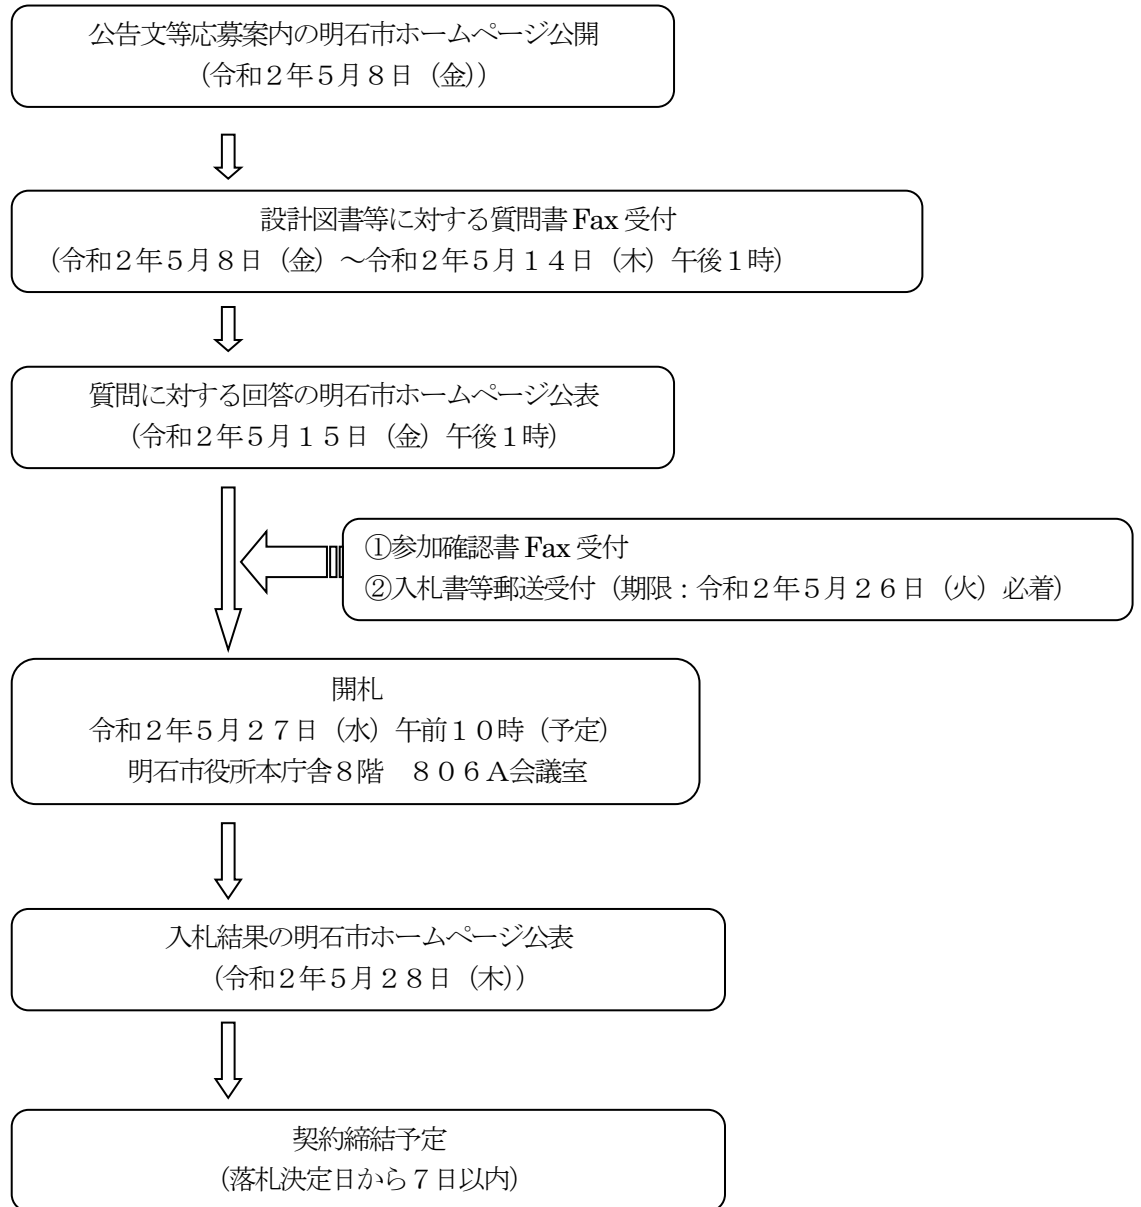 公告文等応募案内の明石市ホームページ公開
(令和２年５月８日（金))
設計図書等に対する質問書 Fax 受付
(令和２年５月８日（金）～令和２年５月１４日（木）午後１時)
質問に対する回答の明石市ホームページ公表
(令和２年５月１５日（金）午後１時)
①参加確認書 Fax 受付
②入札書等郵送受付（期限：令和２年５月２６日（火）必着）
開札
令和２年５月２７日（水）午前１０時（予定）
明石市役所本庁舎８階　８０６Ａ会議室
入札結果の明石市ホームページ公表
(令和２年５月２８日（木))
契約締結予定
(落札決定日から７日以内)